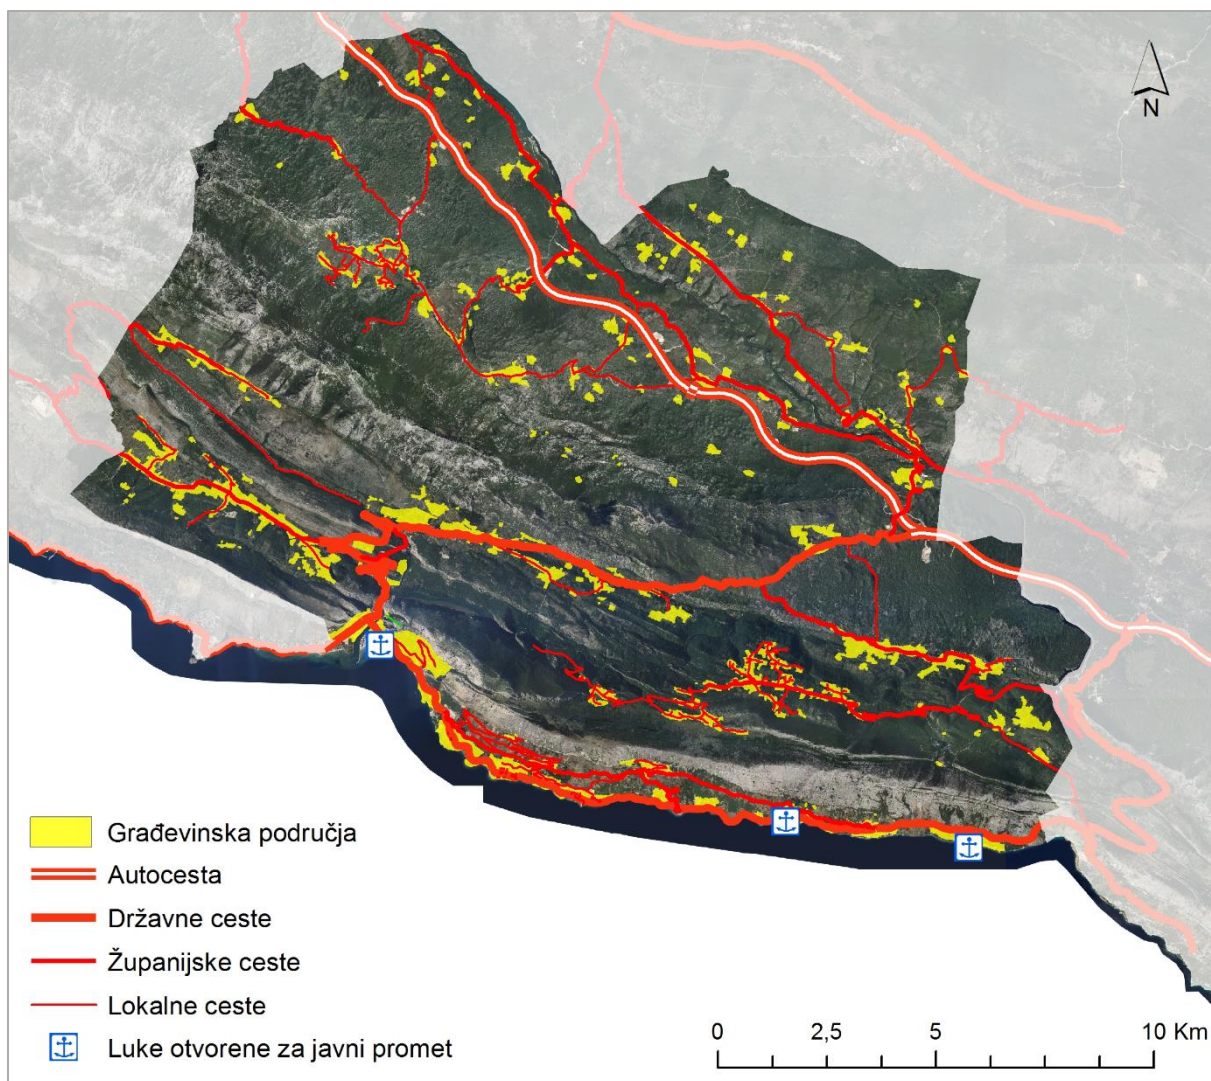 N
Građevinska područja
Autocesta
Državne ceste
Županijske ceste
Lokalne ceste
Luke otvorene za javni promet
0 2,5 5 10 Km